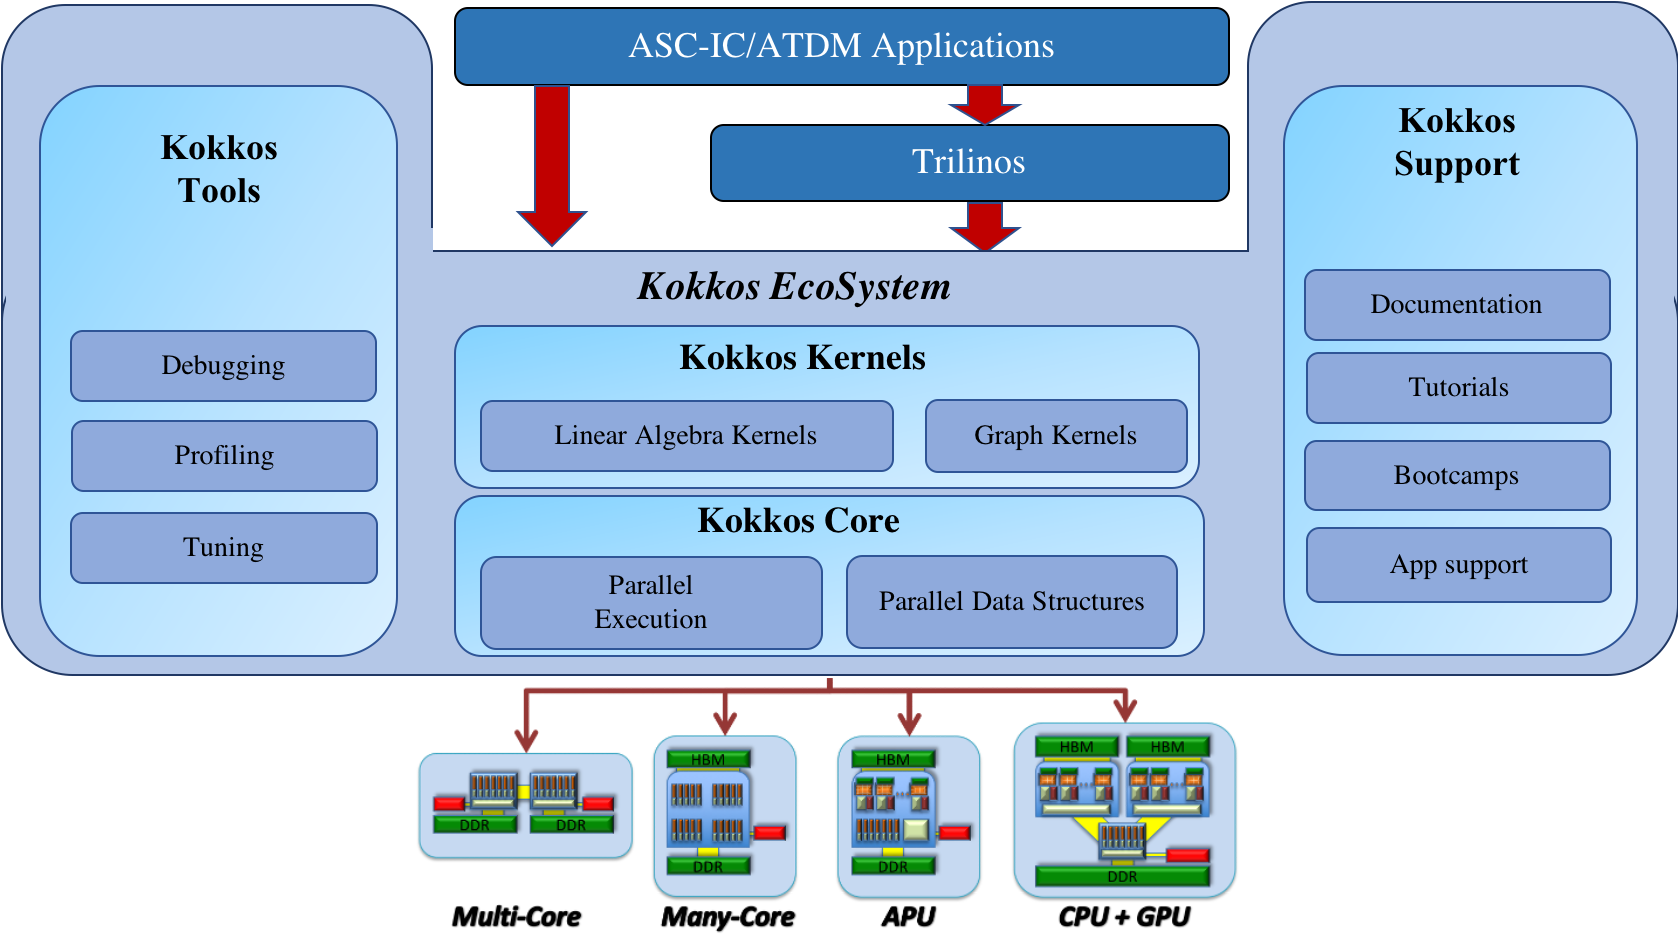 ASC-IC/ATDM Applications
Trilinos
Kokkos
Tools
Debugging
Profiling
Tuning
Kokkos EcoSystem
Kokkos Kernels
Linear Algebra Kernels
Graph Kernels
Kokkos Core
Parallel
Execution
Parallel Data Structures
Kokkos
Support
Documentation
Tutorials
Bootcamps
App support
DDR
DDR
Multi-Core
HBM
DDR
Many-Core
HBM
DDR
APU
HBM
HBM
DDR
CPU + GPU